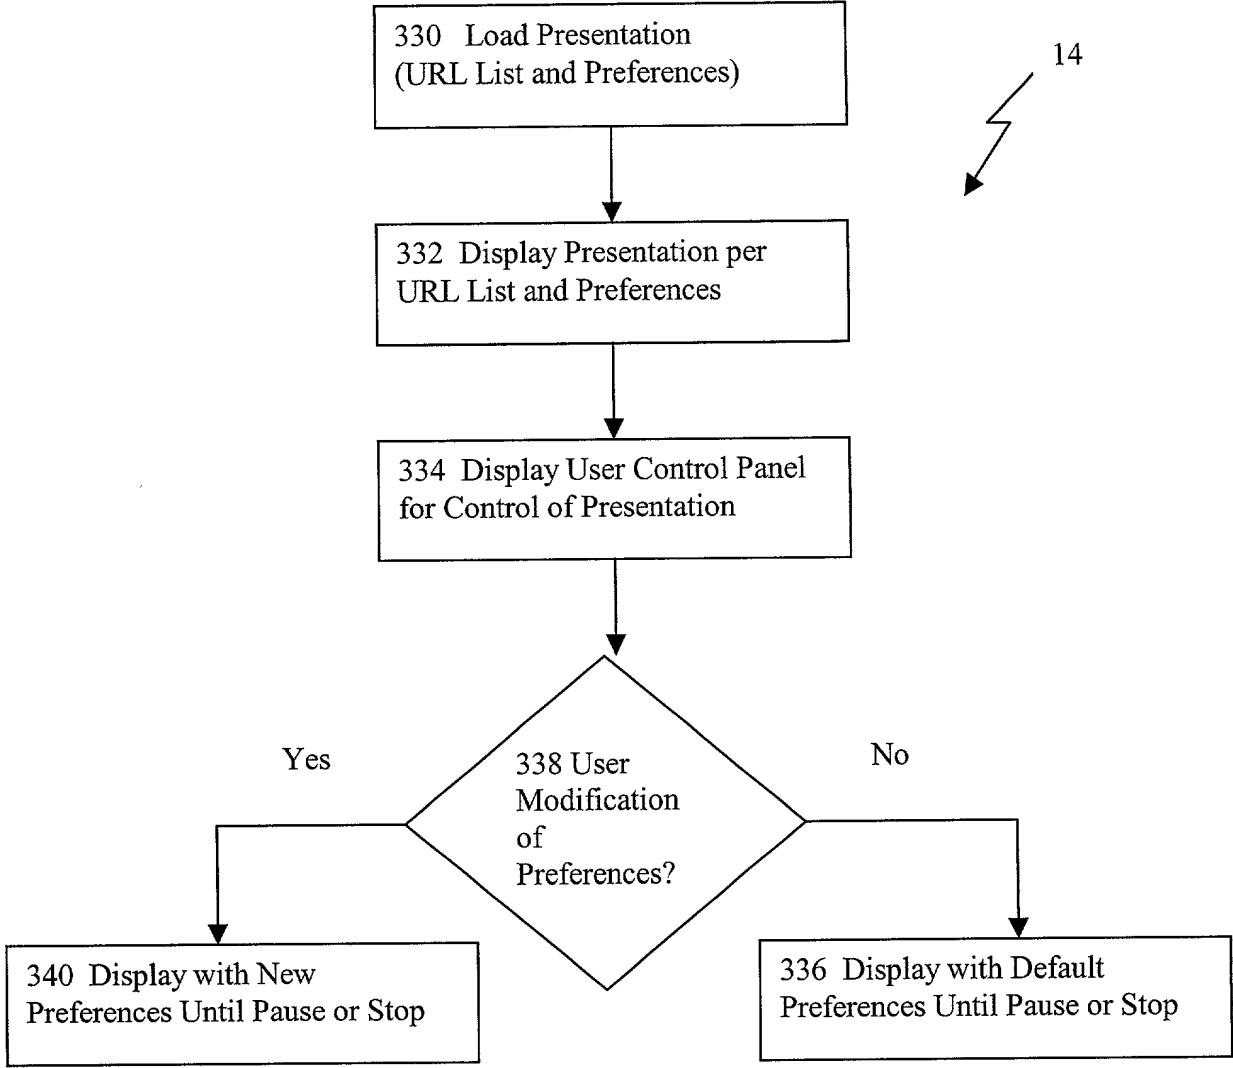 330 Load Presentation
(URL List and Preferences)
14
332 Display Presentation per
URL List and Preferences
334 Display User Control Panel
for Control of Presentation
Yes
No
338 User
Modification
of
Preferences?
340 Display with New
Preferences Until Pause or Stop
336 Display with Default
Preferences Until Pause or Stop